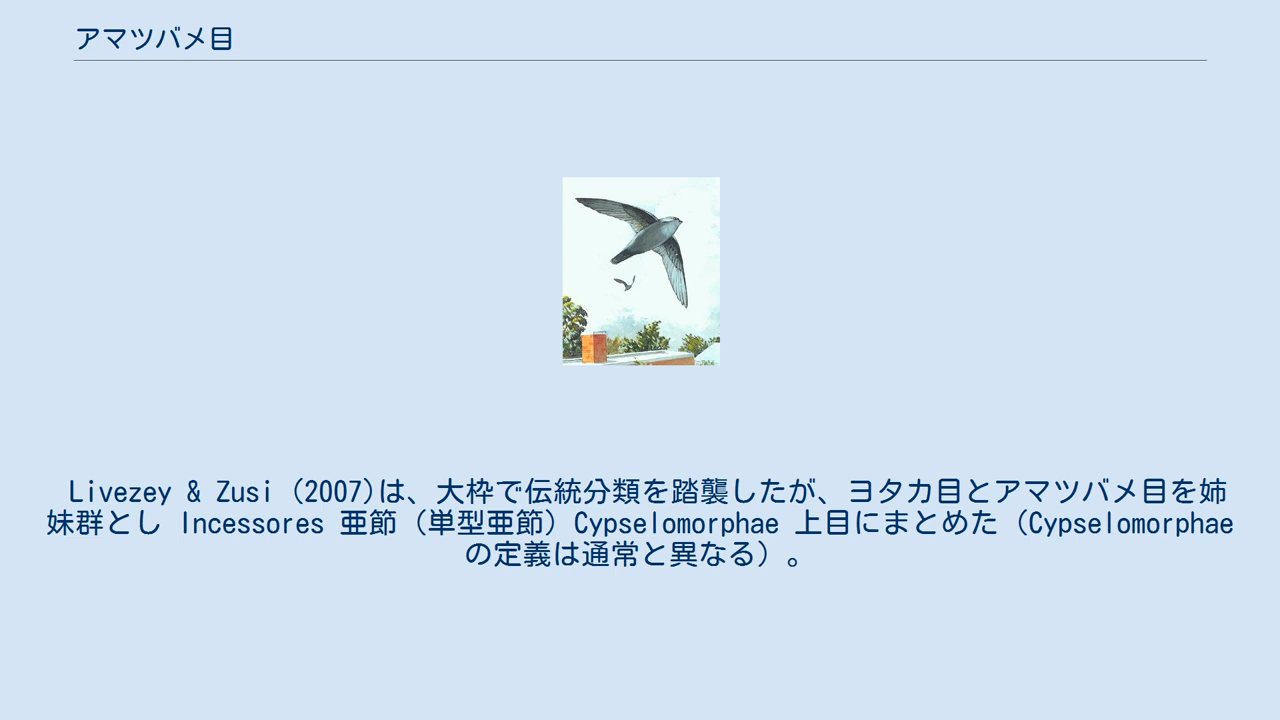 アマツバメ目
Livezey & Zusi (2007)は、大枠で伝統分類を踏襲したが、ヨタカ目とアマツバメ目を姉
妹群とし Incessores 亜節（単型亜節）Cypselomorphae 上目にまとめた（Cypselomorphae
の定義は通常と異なる）。